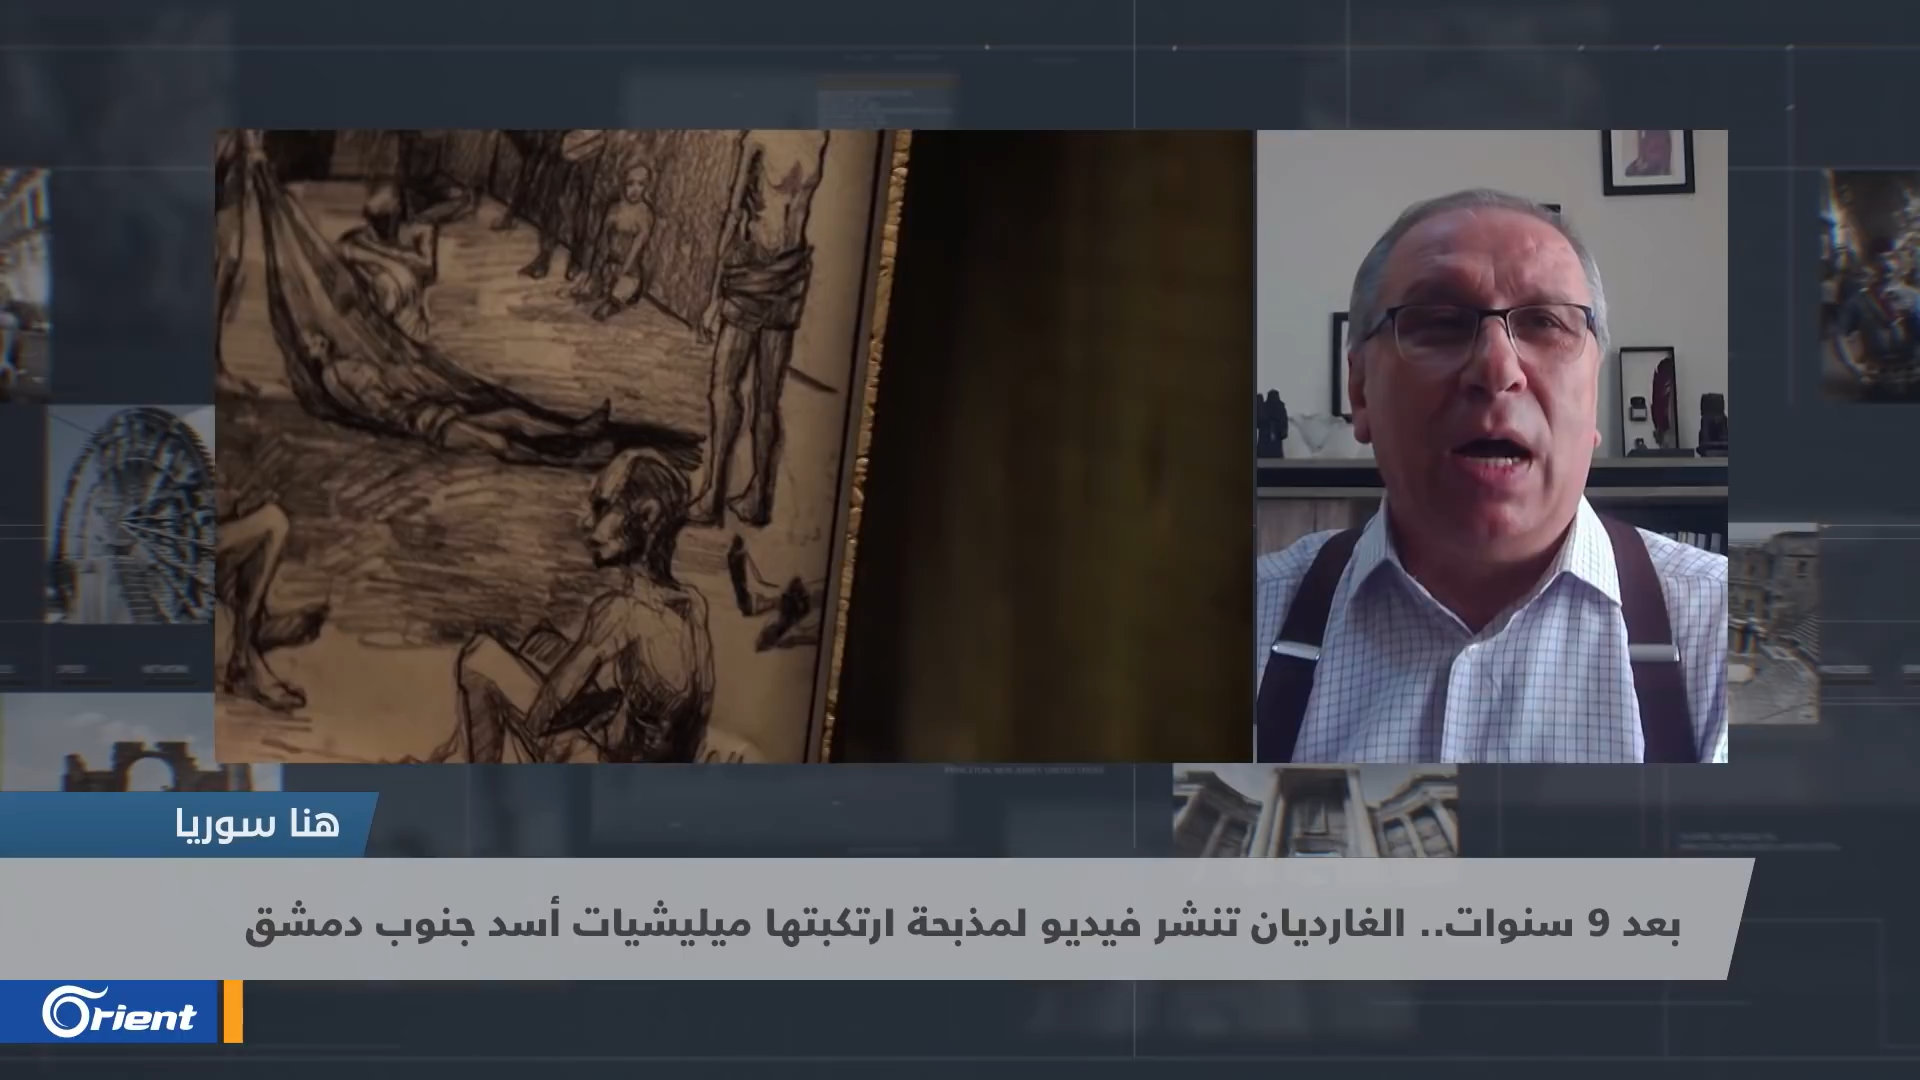 هنا سوريا
بعد 9 سنوات.. الغارديان تنشر فيديو لمذبحة ارتكبتها ميليشيات أسد جنوب دمشق
Orient